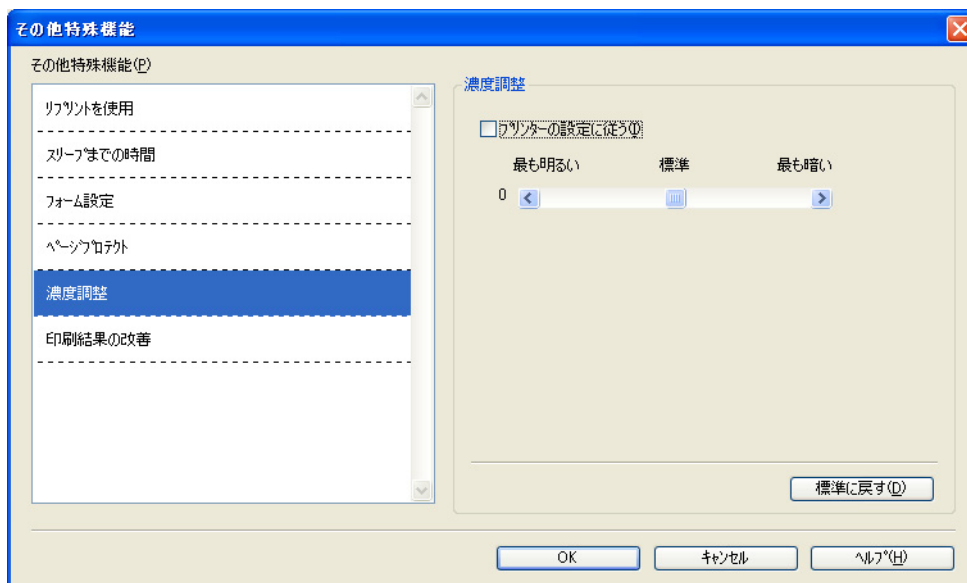 その他特殊機能
その他特殊機能(P)
リプリントを使用
スリープまでの時間
フォーム設定
ページプロテクト
濃度調整
印刷結果の改善
濃度調整
プリンターの設定に従う(I)
最も明るい 標準 最も暗い
0
標準に戻す(D)
OK キャンセル ヘルプ(H)